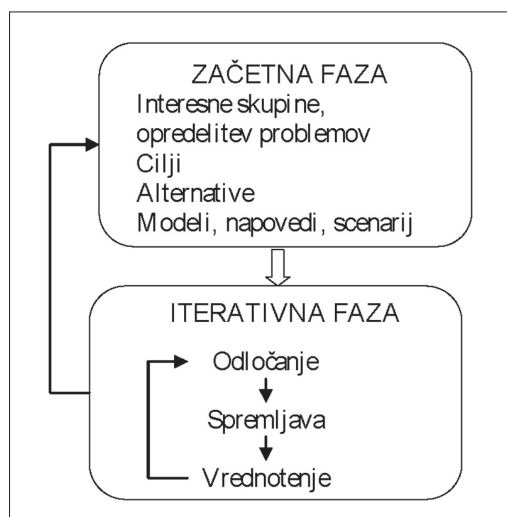 ZAČETNA FAZA
Interesne skupine,
opredelitev problemov
Cilji
Alternative
Modeli, napovedi, scenarij
ITERATIVNA FAZA
Odločanje
Spremljava
Vrednotenje